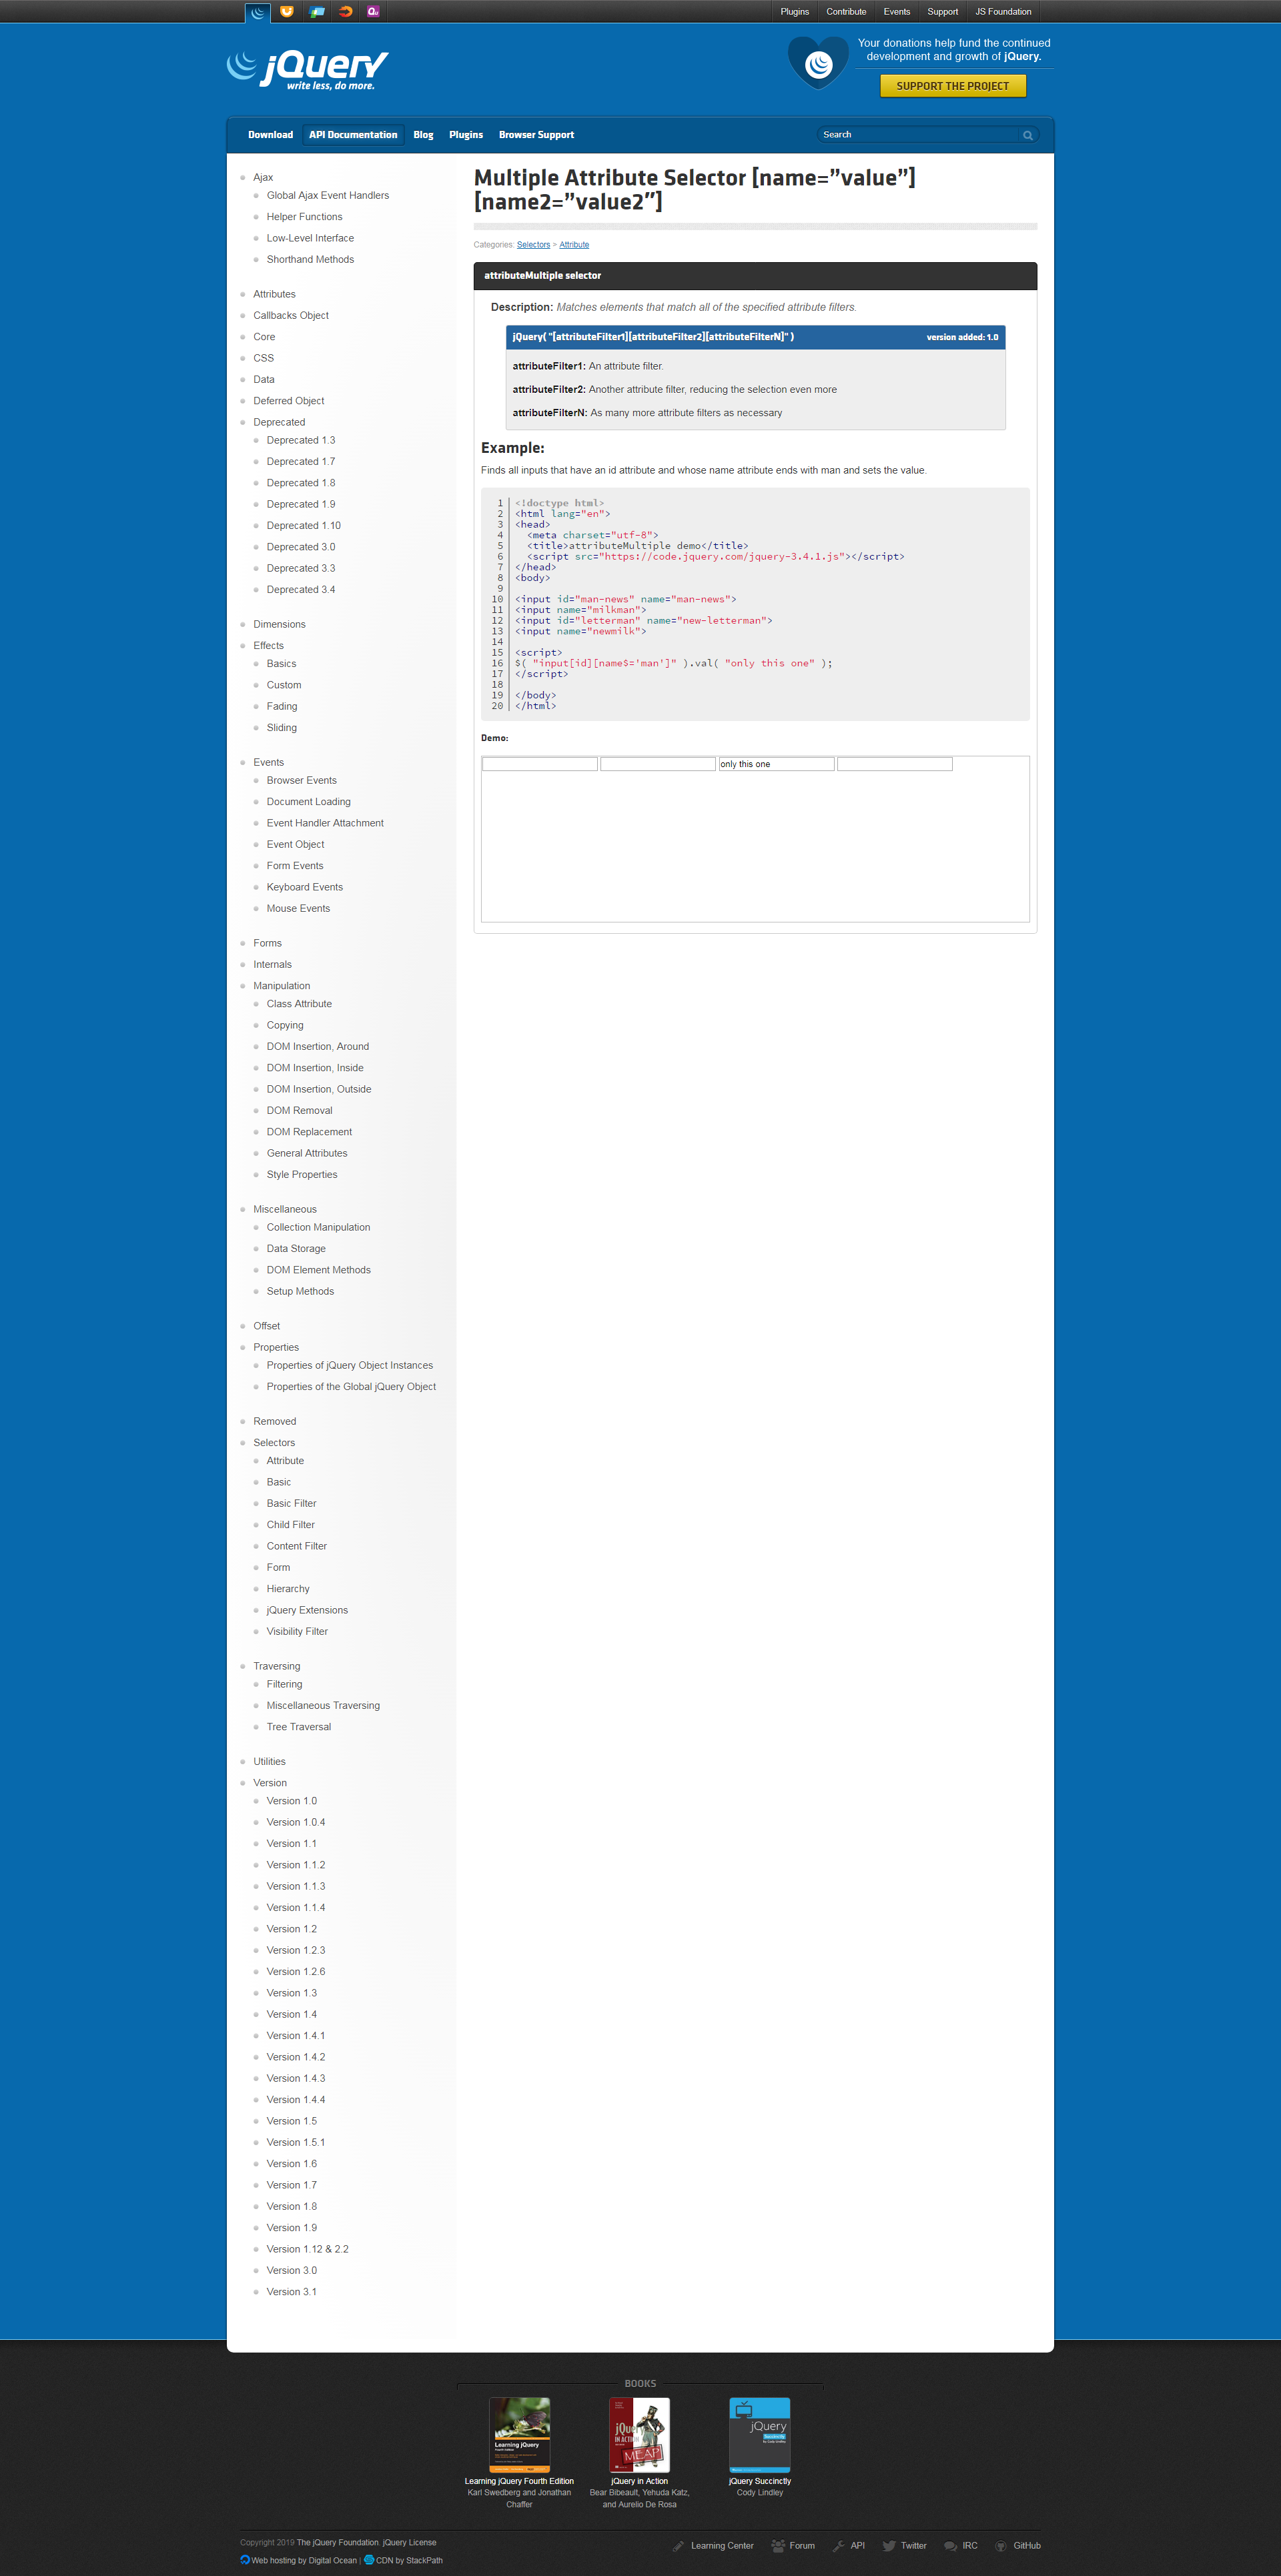 Plugins
Contribute
Events
Support
JS Foundation
jQuery
write less, do more.
Your donations help fund the continued
development and growth of jQuery.
SUPPORT THE PROJECT
Download
API Documentation
Blog
Plugins
Browser Support
Search
Ajax
Global Ajax Event Handlers
Helper Functions
Low-Level Interface
Shorthand Methods
Attributes
Callbacks Object
Core
CSS
Data
Deferred Object
Deprecated
Deprecated 1.3
Deprecated 1.7
Deprecated 1.8
Deprecated 1.9
Deprecated 1.10
Deprecated 3.0
Deprecated 3.3
Deprecated 3.4
Dimensions
Effects
Basics
Custom
Fading
Sliding
Events
Browser Events
Document Loading
Event Handler Attachment
Event Object
Form Events
Keyboard Events
Mouse Events
Forms
Internals
Manipulation
Class Attribute
Copying
DOM Insertion, Around
DOM Insertion, Inside
DOM Insertion, Outside
DOM Removal
DOM Replacement
General Attributes
Style Properties
Miscellaneous
Collection Manipulation
Data Storage
DOM Element Methods
Setup Methods
Offset
Properties
Properties of jQuery Object Instances
Properties of the Global jQuery Object
Removed
Selectors
Attribute
Basic
Basic Filter
Child Filter
Content Filter
Form
Hierarchy
jQuery Extensions
Visibility Filter
Traversing
Filtering
Miscellaneous Traversing
Tree Traversal
Utilities
Version
Version 1.0
Version 1.0.4
Version 1.1
Version 1.1.2
Version 1.1.3
Version 1.1.4
Version 1.2
Version 1.2.3
Version 1.2.6
Version 1.3
Version 1.4
Version 1.4.1
Version 1.4.2
Version 1.4.3
Version 1.4.4
Version 1.5
Version 1.5.1
Version 1.6
Version 1.7
Version 1.8
Version 1.9
Version 1.12 & 2.2
Version 3.0
Version 3.1
Multiple Attribute Selector [name=”value”]
[name2=”value2″]
Categories: Selectors > Attribute
attributeMultiple selector
Description: Matches elements that match all of the specified attribute filters.
jQuery( "[attributeFilter1][attributeFilter2][attributeFilterN]" )
version added: 1.0
attributeFilter1: An attribute filter.
attributeFilter2: Another attribute filter, reducing the selection even more
attributeFilterN: As many more attribute filters as necessary
Example:
Finds all inputs that have an id attribute and whose name attribute ends with man and sets the value.
1 <!doctype html>
2 <html lang="en">
3 <head>
4 <meta charset="utf-8">
5 <title>attributeMultiple demo</title>
6 <script src="https://code.jquery.com/jquery-3.4.1.js"></script>
7 </head>
8 <body>
9
10 <input id="man-news" name="man-news">
11 <input name="milkman">
12 <input id="letterman" name="new-letterman">
13 <input name="newmilk">
14
15 <script>
16 $( "input[id][name$='man']" ).val( "only this one" );
17 </script>
18
19 </body>
20 </html>
Demo:
only this one
BOOKS
Learning jQuery Fourth Edition
Karl Swedberg and Jonathan
Chaffer
jQuery in Action
Bear Bibeault, Yehuda Katz,
and Aurelio De Rosa
jQuery Succinctly
Cody Lindley
Copyright 2019 The jQuery Foundation. jQuery License
Web hosting by Digital Ocean | CDN by StackPath
Learning Center
Forum
API
Twitter
IRC
GitHub